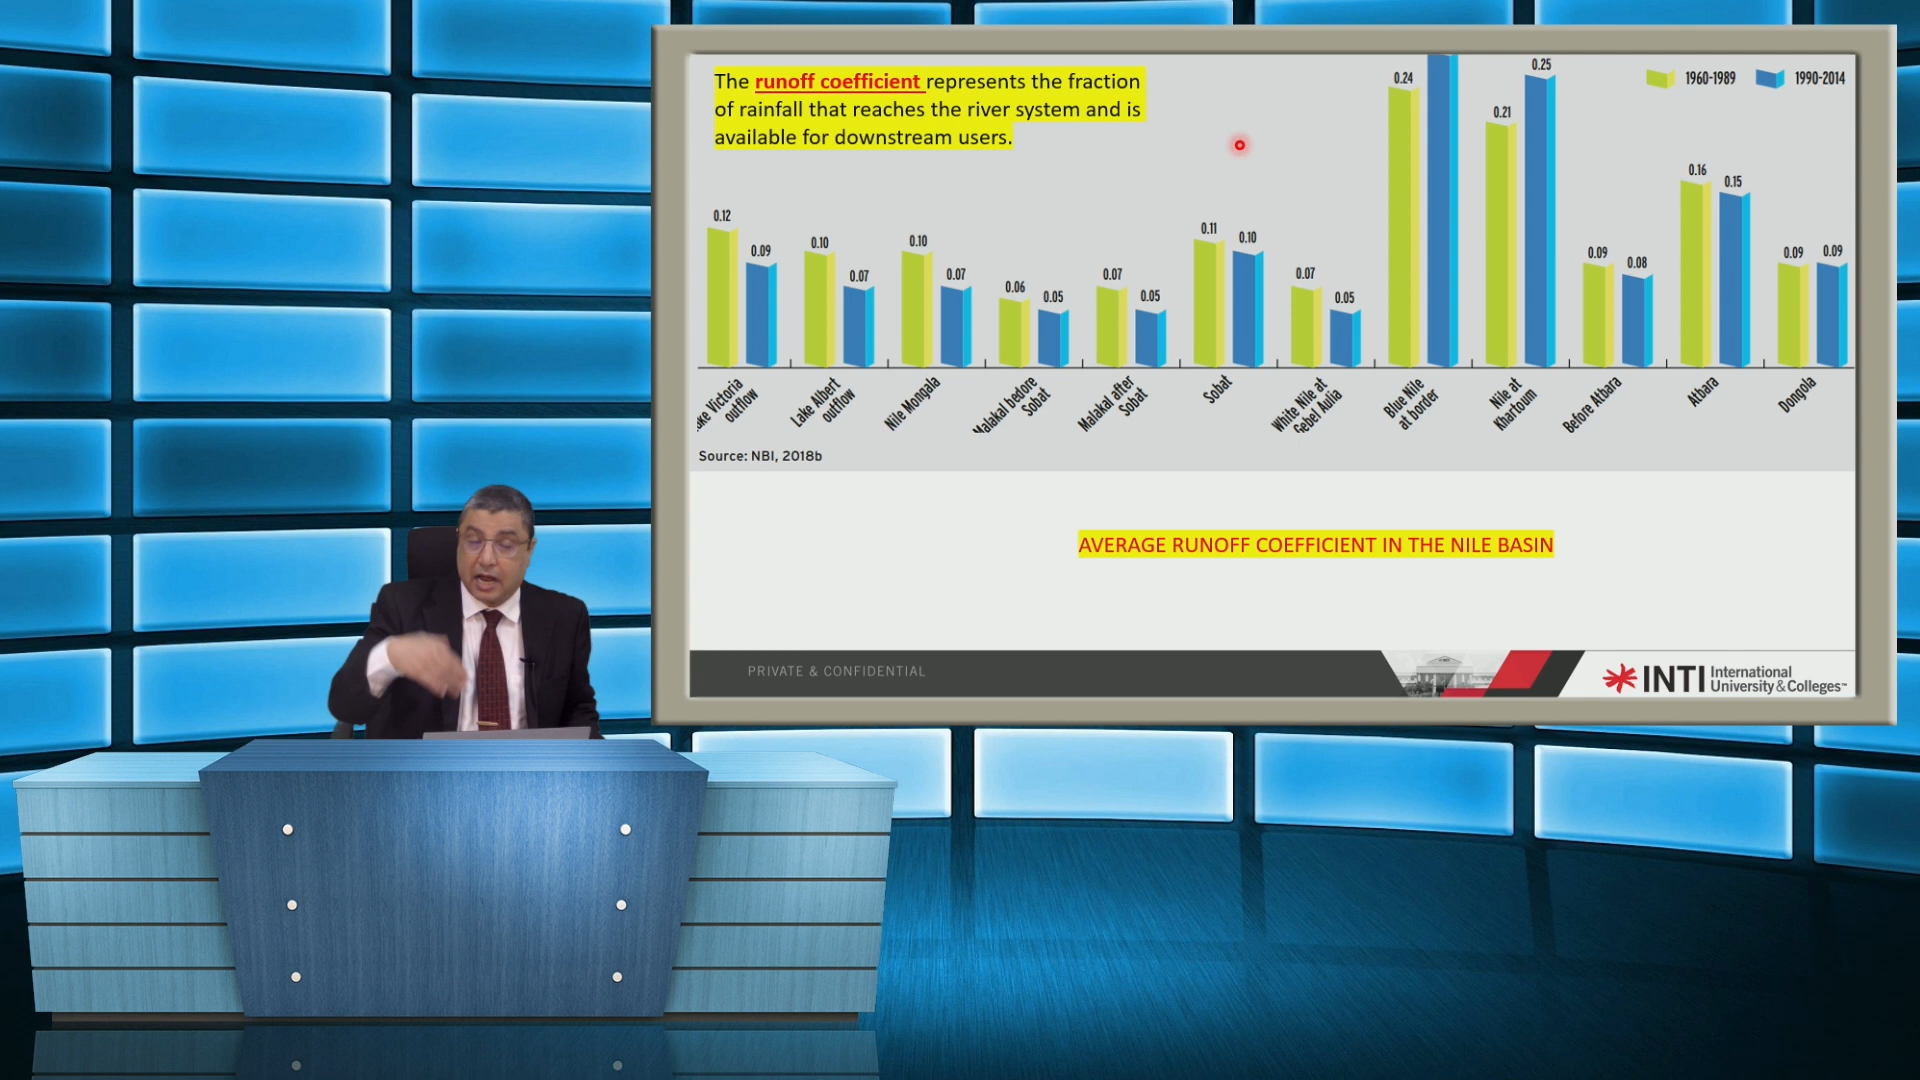 The runoff coefficient represents the fraction
of rainfall that reaches the river system and is
available for downstream users.
1960-1989
1990-2014
0.12
0.09
0.10
0.07
0.10
0.07
0.06
0.05
0.07
0.05
0.11
0.10
0.07
0.05
0.24
0.21
0.25
0.09
0.08
0.16
0.15
0.09
0.09
Victoria
outflow
Lake Albert
outflow
Nile Mongala
Malakal bedore
Sobat
Malakal after
Sobat
Sobat
White Nile at
Gebel Aulia
Blue Nile
at border
Nile at
Khartoum
Before Atbara
Atbara
Dongola
Source: NBI, 2018b
AVERAGE RUNOFF COEFFICIENT IN THE NILE BASIN
PRIVATE & CONFIDENTIAL
INTI International
University & Colleges